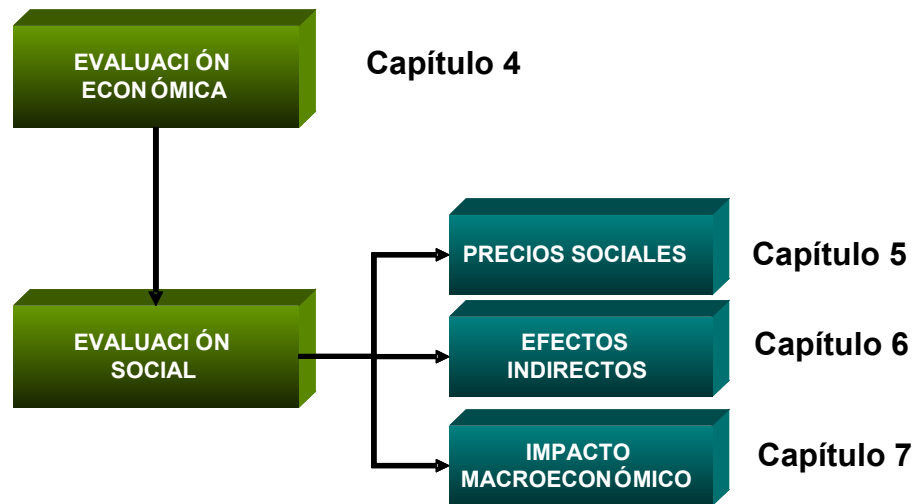 EVALUACI ÓN
ECON ÓMICA
Capítulo 4
PRECIOS SOCIALES
Capítulo 5
EVALUACI ÓN
SOCIAL
EFECTOS
INDIRECTOS
Capítulo 6
IMPACTO
MACROECON ÓMICO
Capítulo 7